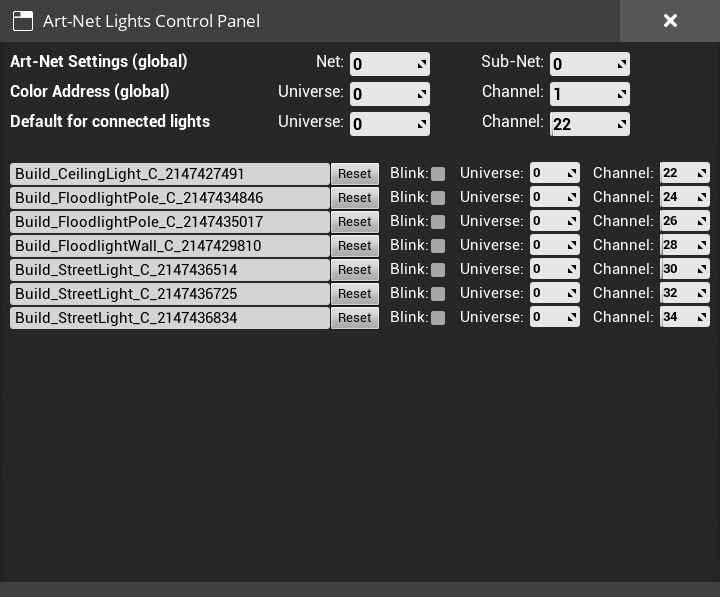 Art-Net Lights Control Panel
Art-Net Settings (global) Net: 0 Sub-Net: 0
Color Address (global) Universe: 0 Channel: 1
Default for connected lights Universe: 0 Channel: 22
Build_CeilingLight_C_2147427491 Reset Blink: Universe: 0 Channel: 22
Build_FloodlightPole_C_2147434846 Reset Blink: Universe: 0 Channel: 24
Build_FloodlightPole_C_2147435017 Reset Blink: Universe: 0 Channel: 26
Build_FloodlightWall_C_2147429810 Reset Blink: Universe: 0 Channel: 28
Build_StreetLight_C_2147436514 Reset Blink: Universe: 0 Channel: 30
Build_StreetLight_C_2147436725 Reset Blink: Universe: 0 Channel: 32
Build_StreetLight_C_2147436834 Reset Blink: Universe: 0 Channel: 34